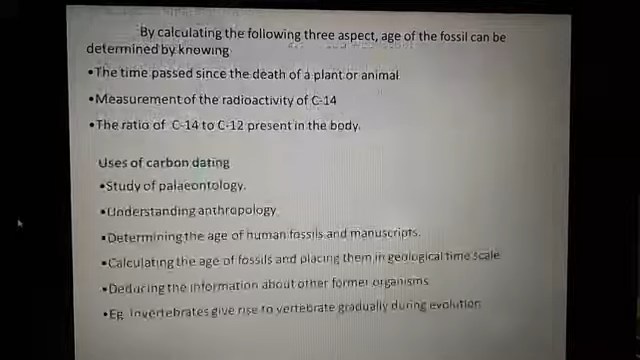 By calculating the following three aspect, age of the fossil can be
determined by knowing
•The time passed since the death of a plant or animal
•Measurement of the radioactivity of C-14
•The ratio of C-14 to C-12 present in the body.
Uses of carbon dating
•Study of palaeontology.
•Understanding anthropology
•Determining the age of human fossils and manuscripts.
•Calculating the age of fossils and placing them in geological time scale
•Deducing the information about other former organisms
•Eg. Invertebrates give rise to vertebrate gradually during evolution